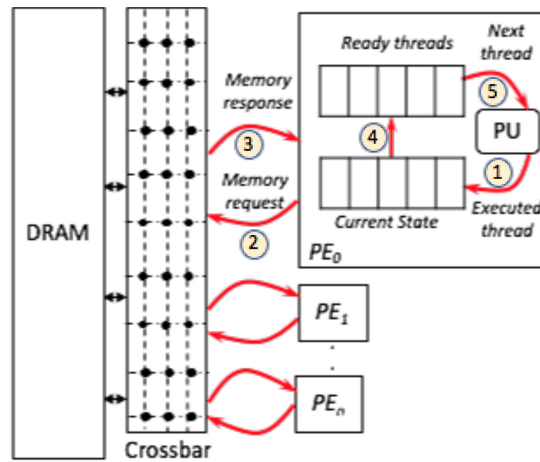 Ready threads
Next
thread
Memory
response
5
PU
3
4
1
Memory
request
Executed
thread
Current State
2
DRAM
PE0
PE1
PEn
Crossbar